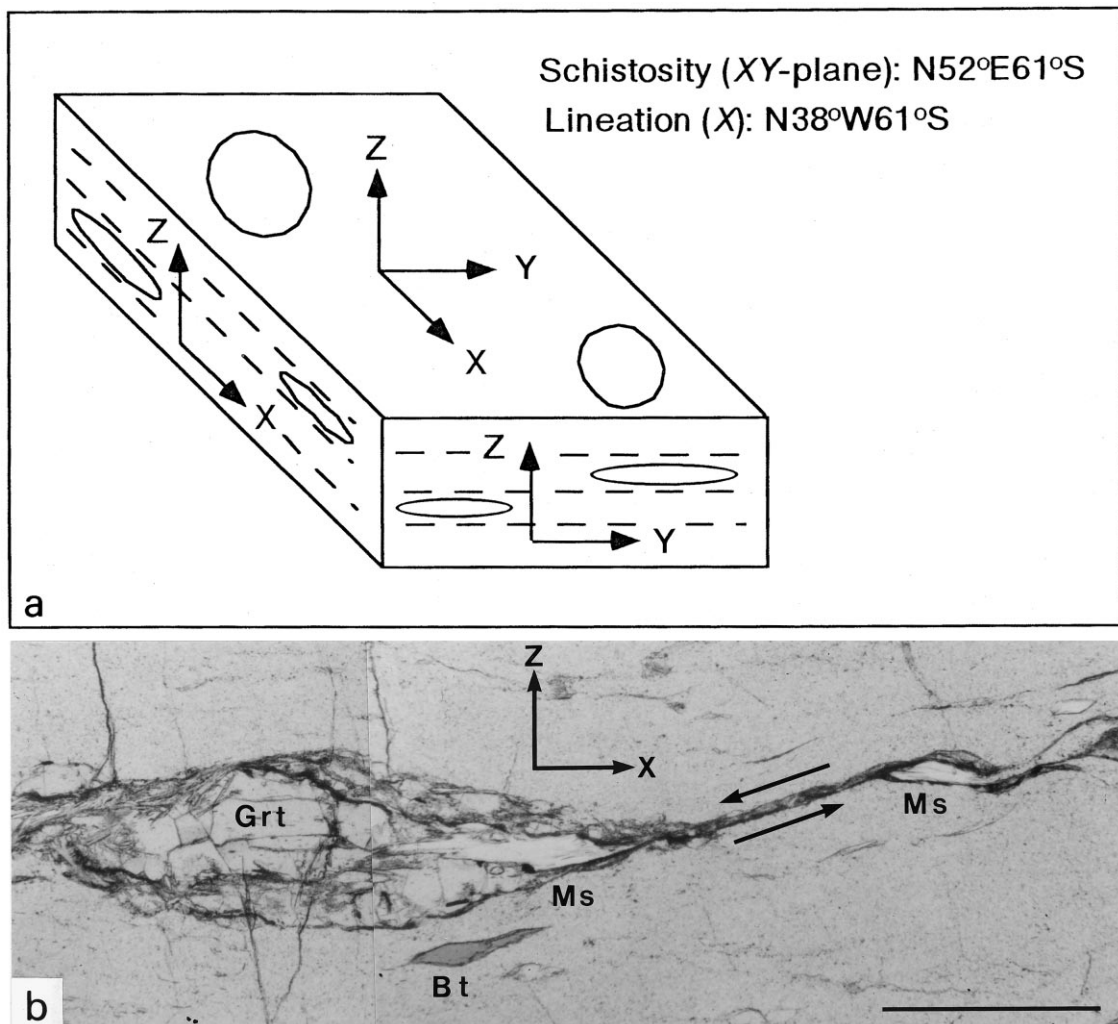 Schistosity (XY-plane): N52°E61°S
Lineation (X): N38°W61°S
Z
Y
X
Z
X
Z
Y
a
Z
X
Grt
Ms
Ms
Bt
b